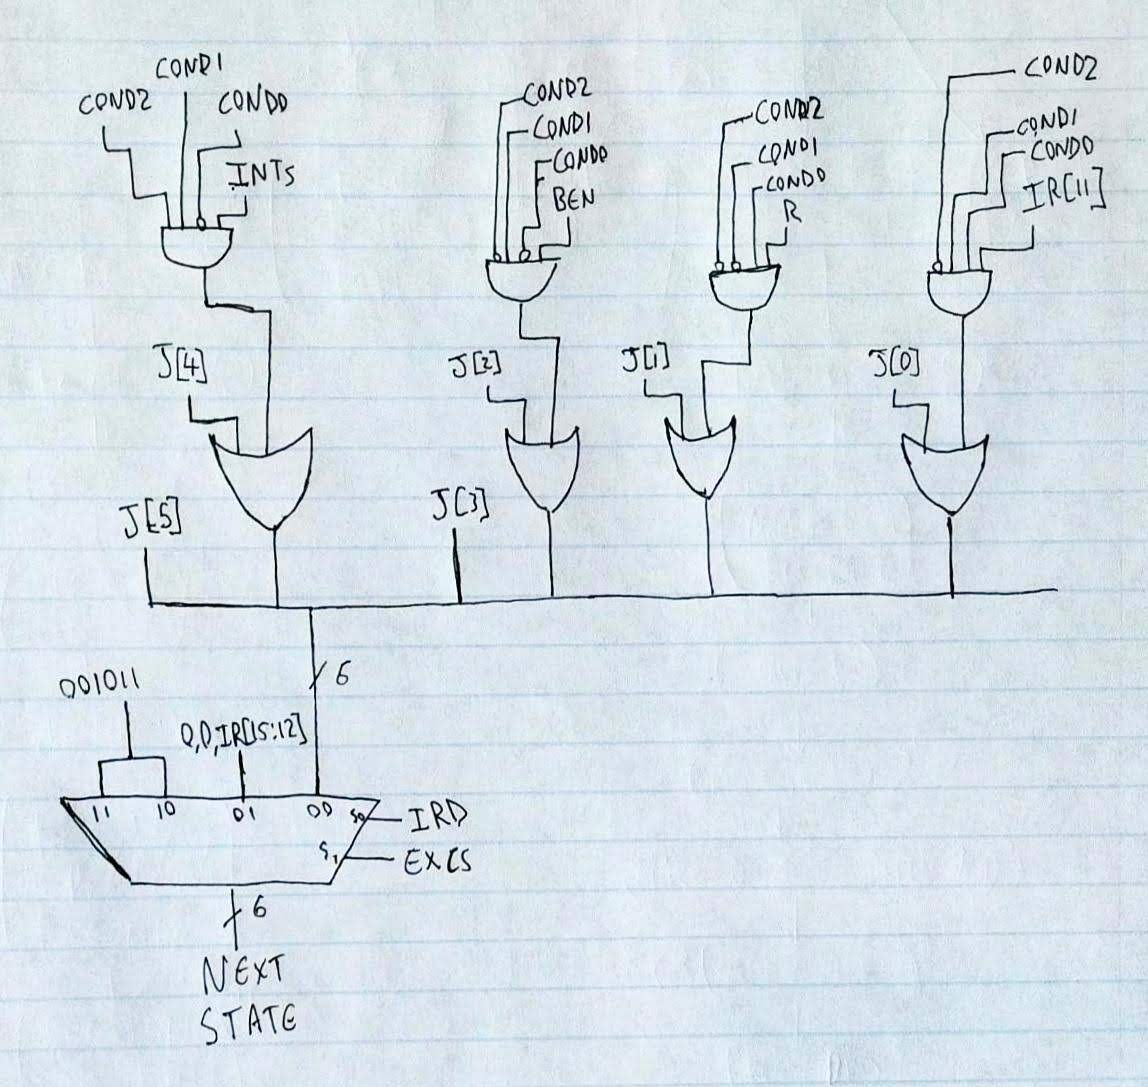 COND1
COND2
COND0
INTs
COND2
COND1
COND0
BEN
COND2
COND1
COND0
R
COND2
COND1
COND0
IR[11]
J[4]
J[2]
J[1]
J[0]
J[5]
J[3]
6
001011
0,0,IR[15:12]
11
10
01
00
S0
IRD
S1
EXCS
6
NEXT
STATE